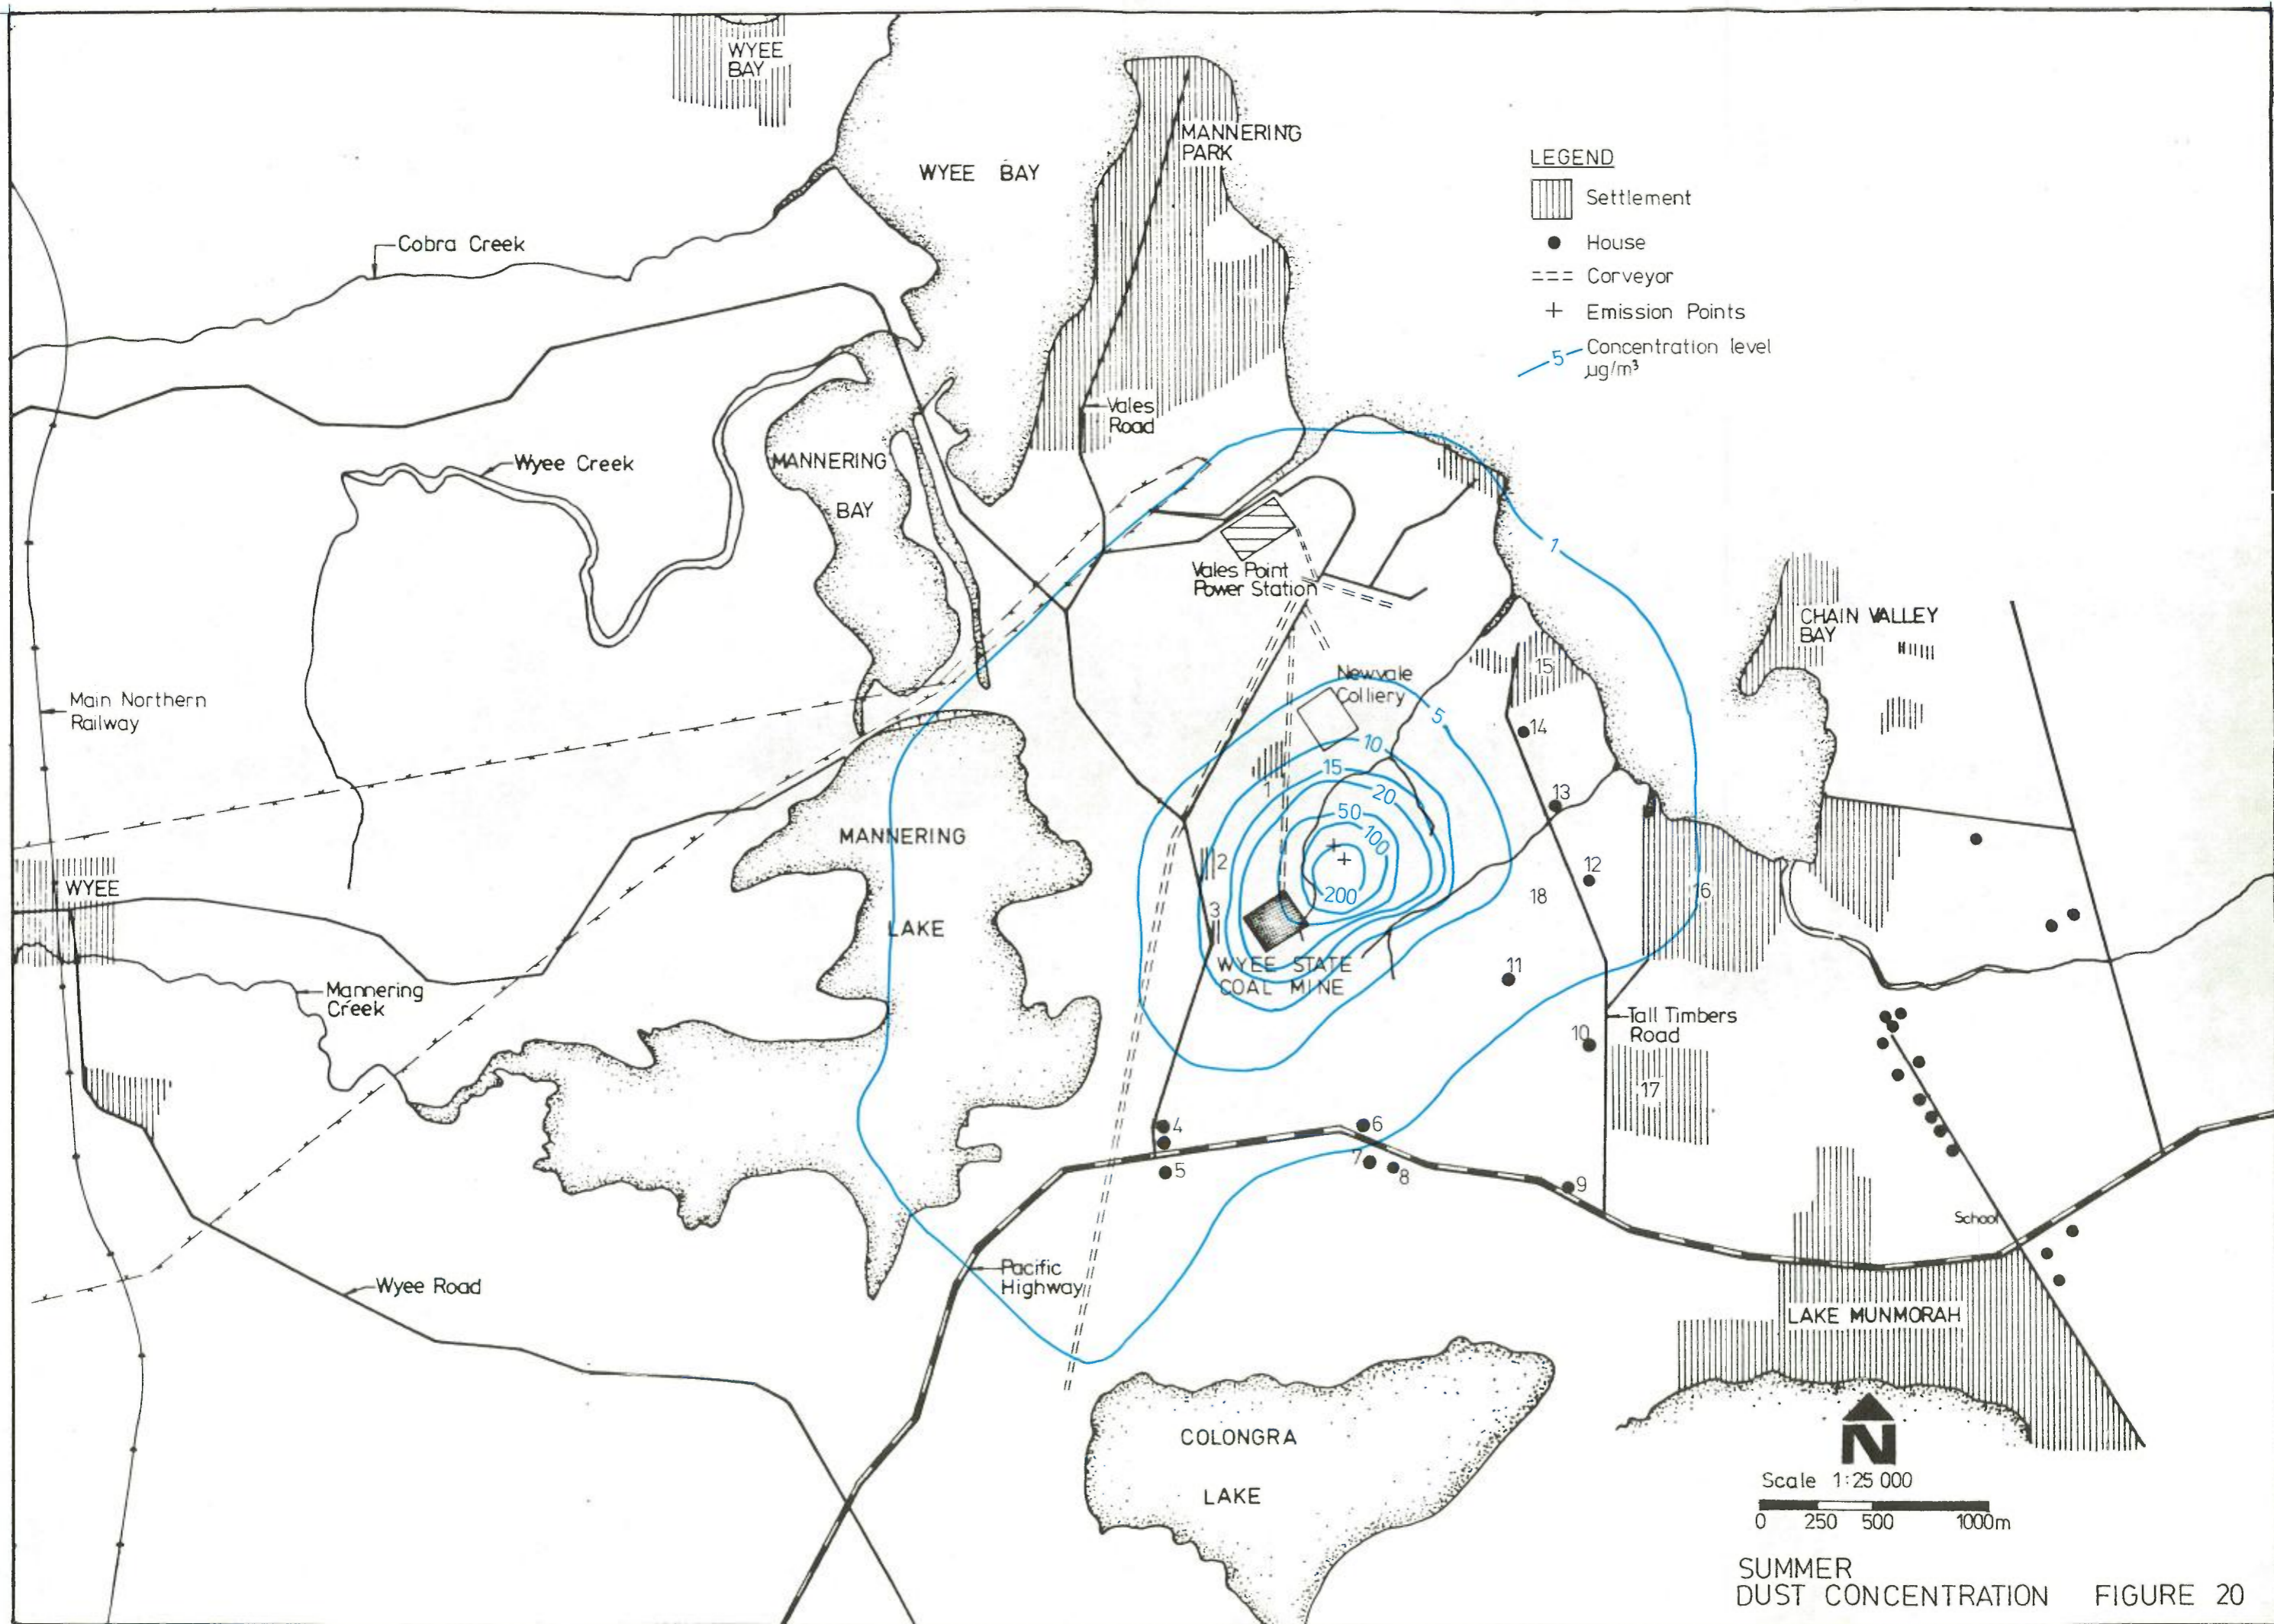 WYEE
BAY
WYEE BAY
MANNERING
PARK
LEGEND
Settlement
House
Corveyor
Emission Points
5 Concentration level
µg/m³
Cobra Creek
Vales
Road
Wyee Creek
MANNERING
BAY
1
Vales Point
Power Station
CHAIN VALLEY
BAY
Main Northern
Railway
Newvale
Colliery
15
5
14
10
15
1
20
13
50
100
MANNERING
LAKE
2
12
WYEE
200
18
16
3
WYEE STATE
COAL MINE
11
Mannering
Creek
Tall Timbers
Road
10
17
4
6
5
7
8
9
School
Pacific
Highway
Wyee Road
LAKE MUNMORAH
COLONGRA
LAKE
N
Scale 1:25 000
0 250 500 1000m
SUMMER
DUST CONCENTRATION FIGURE 20